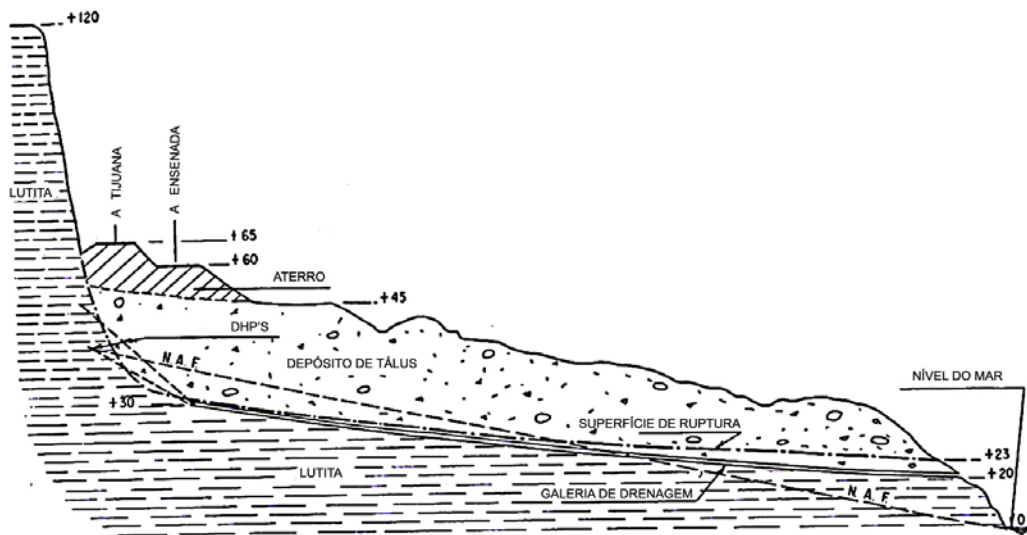 +120
LUTITA
A TIJUANA
A ENSENADA
+65
+60
ATERRO
+45
DHP'S
N.A.F.
DEPÓSITO DE TÁLUS
NÍVEL DO MAR
+30
SUPERFÍCIE DE RUPTURA
+23
+20
LUTITA
GALERIA DE DRENAGEM
N.A.F.
0